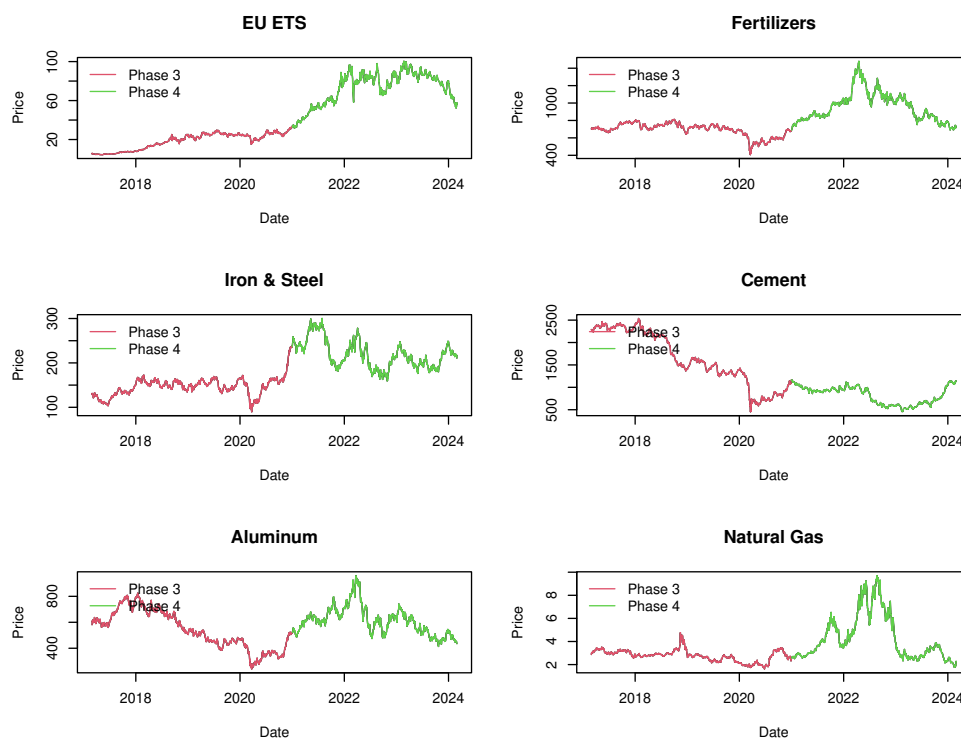 EU ETS
Price
100
60
20
Phase 3
Phase 4
2018 2020 2022 2024
Date
Fertilizers
Price
1000
400
Phase 3
Phase 4
2018 2020 2022 2024
Date
Iron & Steel
Price
300
200
100
Phase 3
Phase 4
2018 2020 2022 2024
Date
Cement
Price
2500
1500
500
Phase 3
Phase 4
2018 2020 2022 2024
Date
Aluminum
Price
800
400
Phase 3
Phase 4
2018 2020 2022 2024
Date
Natural Gas
Price
8
6
4
2
Phase 3
Phase 4
2018 2020 2022 2024
Date